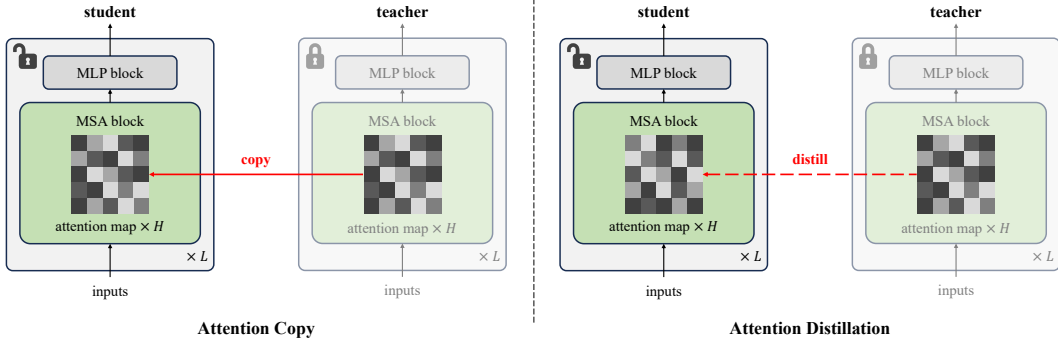 student
MLP block
MSA block
attention map × H
× L
inputs
copy
teacher
MLP block
MSA block
attention map × H
× L
inputs
Attention Copy
student
MLP block
MSA block
attention map × H
× L
inputs
distill
teacher
MLP block
MSA block
attention map × H
× L
inputs
Attention Distillation